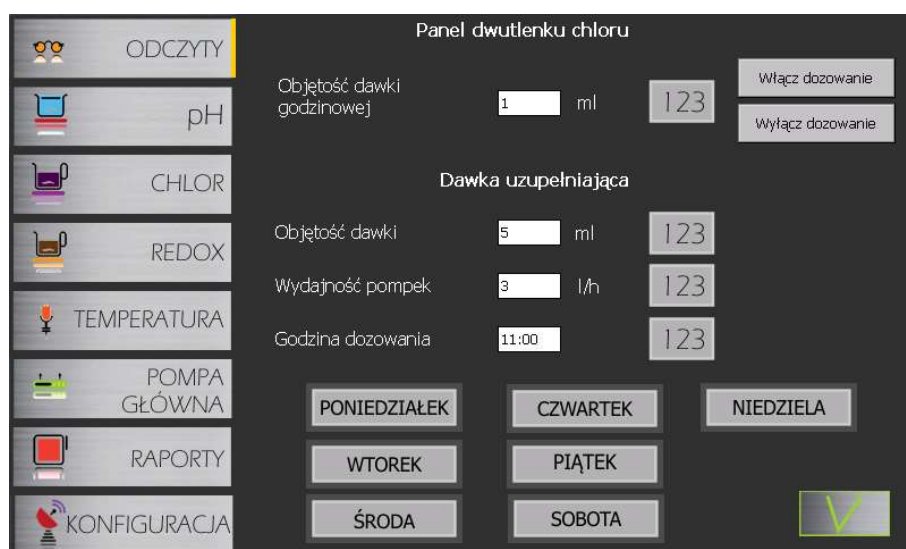 ODCZYTY
pH
CHLOR
REDOX
TEMPERATURA
POMPA
GŁÓWNA
RAPORTY
KONFIGURACJA
Panel dwutlenku chloru
Objętość dawki
godzinowej
1 ml 123
Włącz dozowanie
Wyłącz dozowanie
Dawka uzupełniająca
Objętość dawki 5 ml 123
Wydajność pompek 3 l/h 123
Godzina dozowania 11:00 123
PONIEDZIAŁEK CZWARTEK NIEDZIELA
WTOREK PIĄTEK
ŚRODA SOBOTA